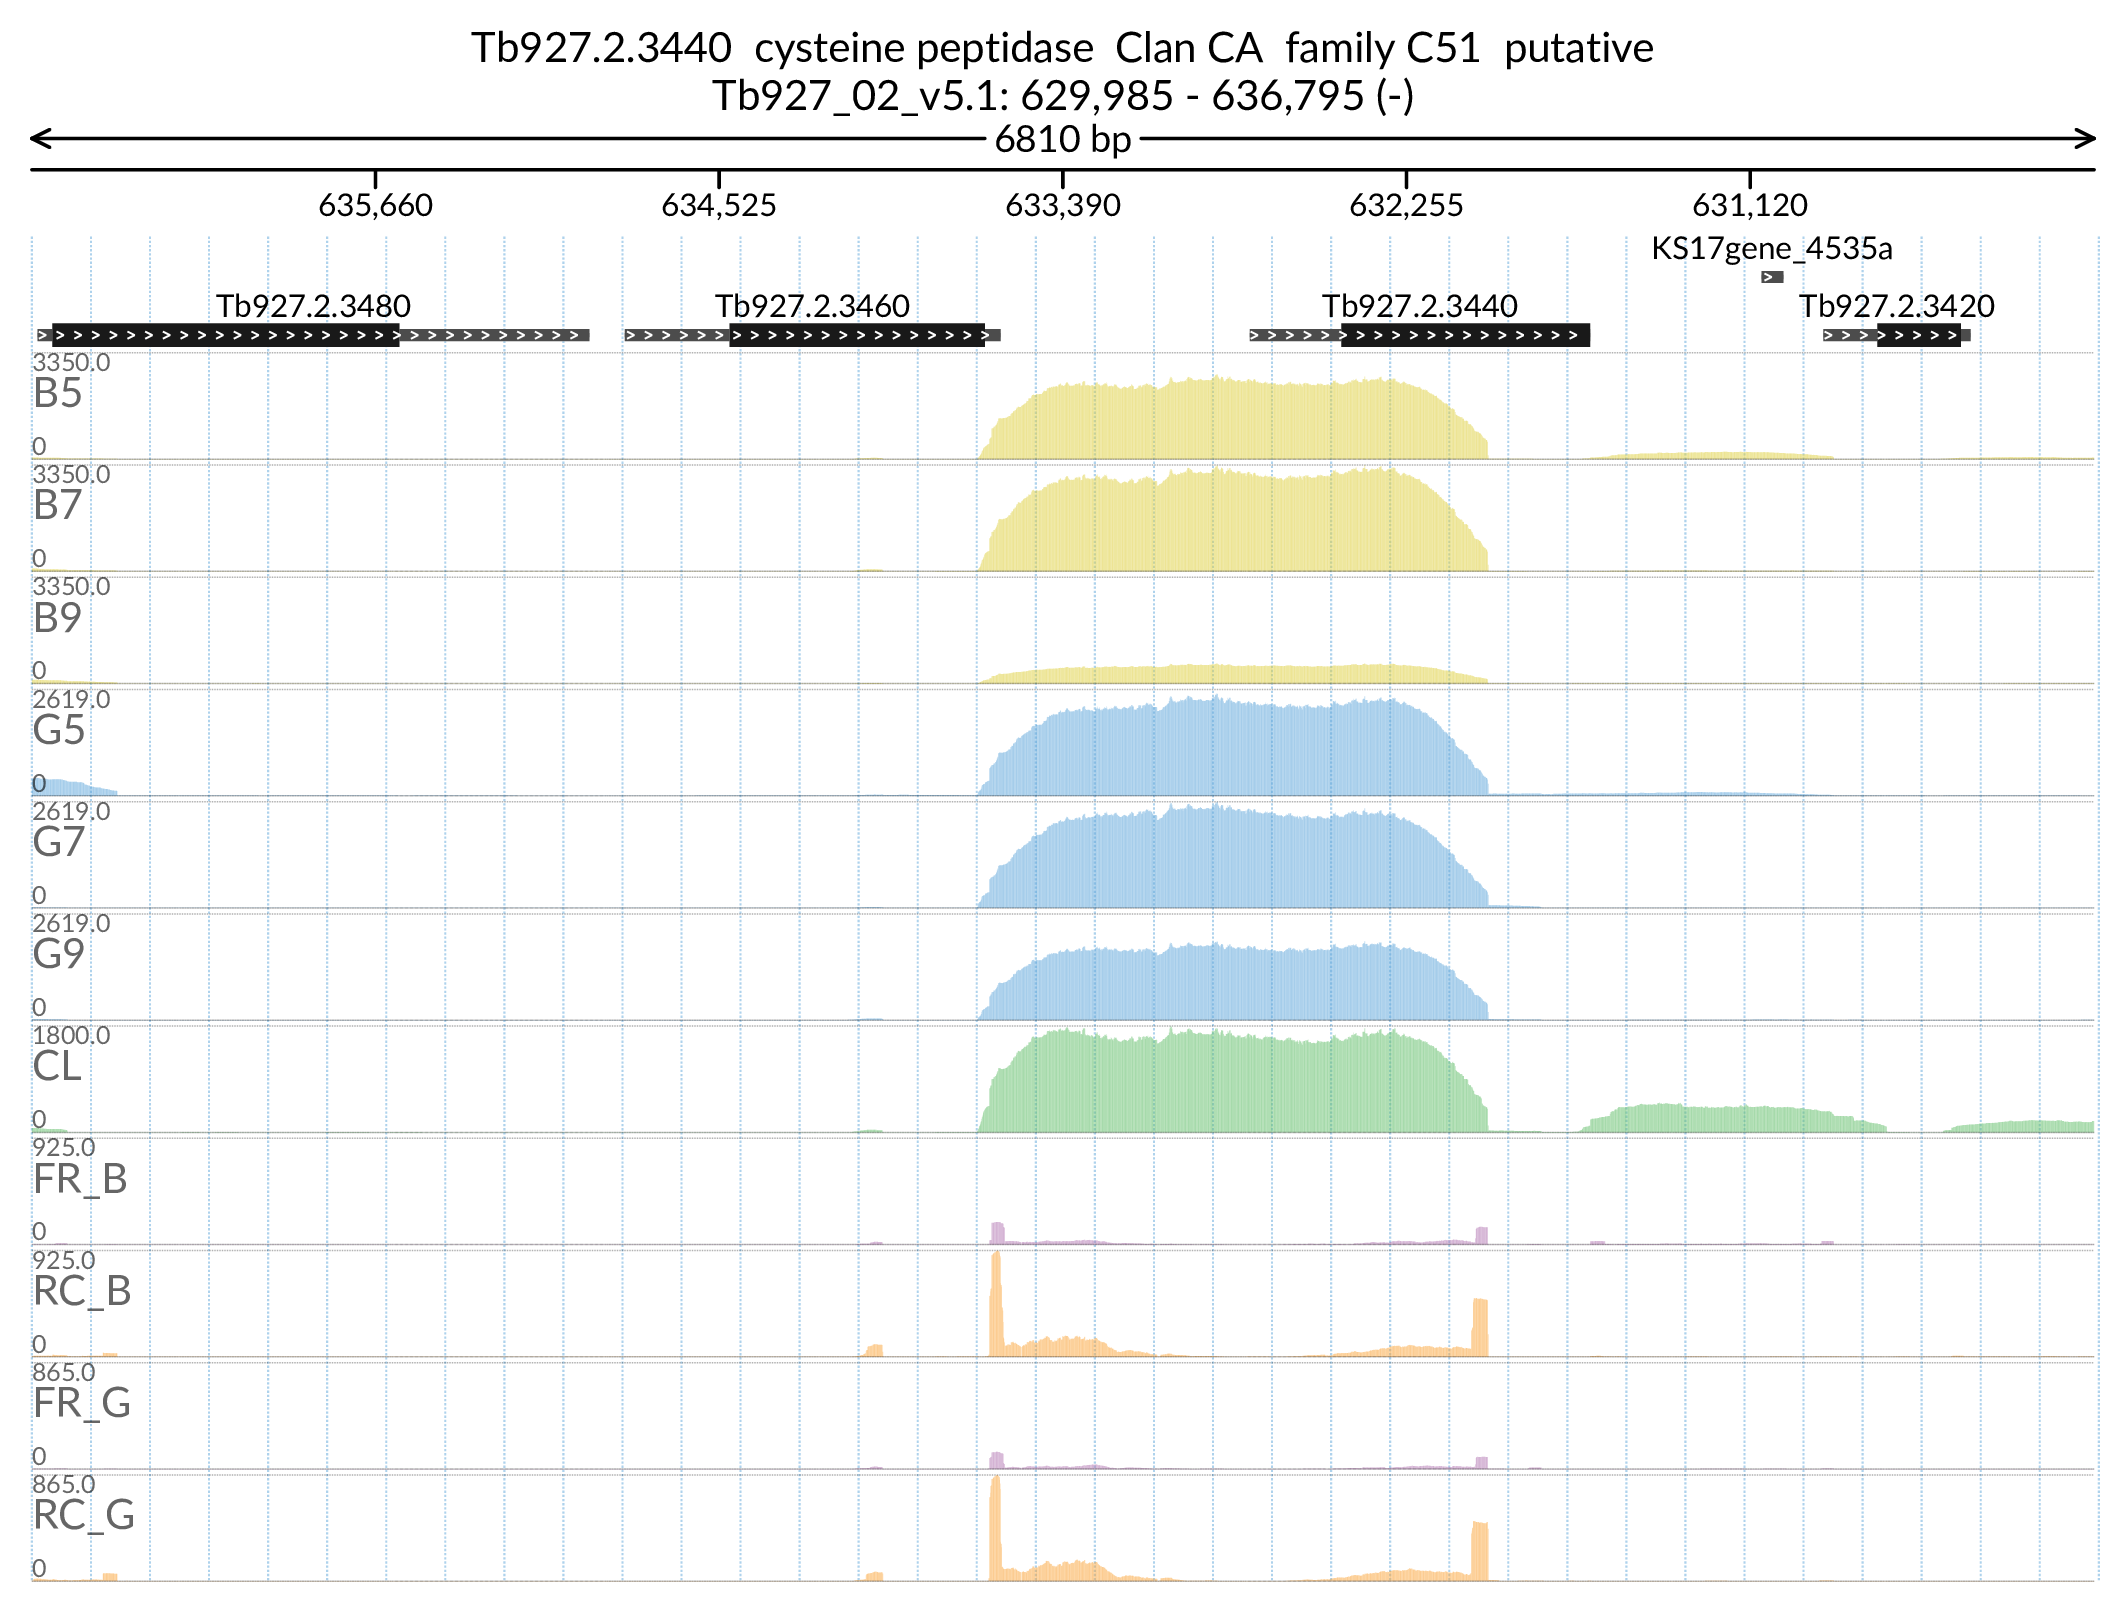 Tb927.2.3440  cysteine peptidase  Clan CA  family C51  putative
Tb927_02_v5.1: 629,985 - 636,795 (-)
6810 bp
635,660 634,525 633,390 632,255 631,120
KS17gene_4535a
Tb927.2.3480 Tb927.2.3460 Tb927.2.3440 Tb927.2.3420
3350.0
B5
0
3350.0
B7
0
3350.0
B9
0
2619.0
G5
0
2619.0
G7
0
2619.0
G9
0
1800.0
CL
0
925.0
FR_B
0
925.0
RC_B
0
865.0
FR_G
0
865.0
RC_G
0